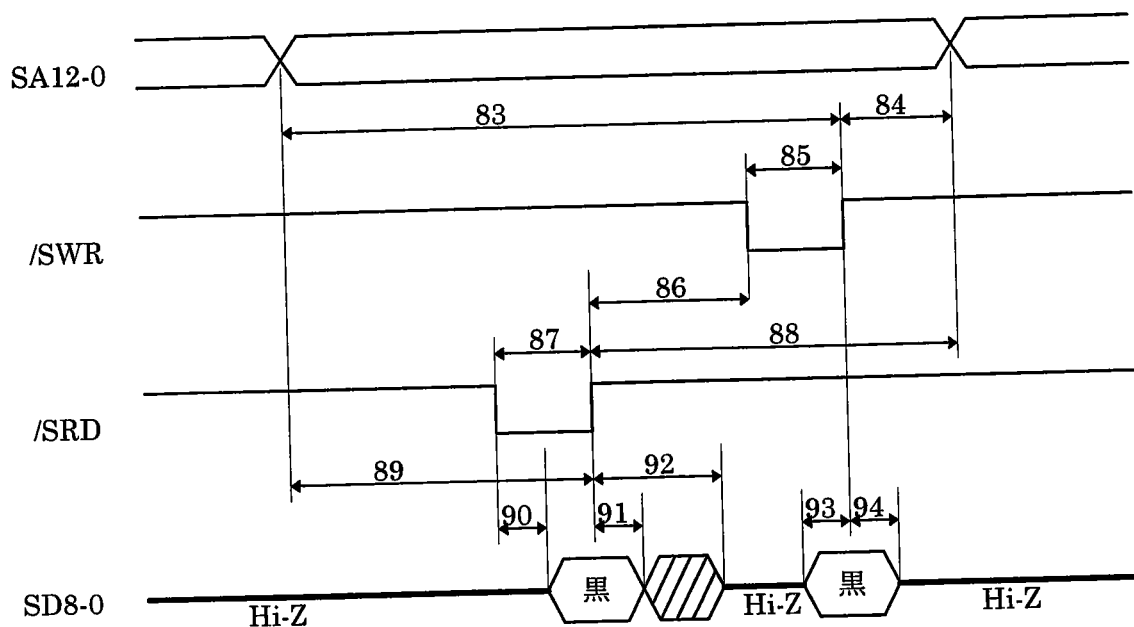 SA12-0
83
84
85
/SWR
86
87
88
/SRD
89
92
90
91
93
94
黒
黒
SD8-0
Hi-Z
Hi-Z
Hi-Z